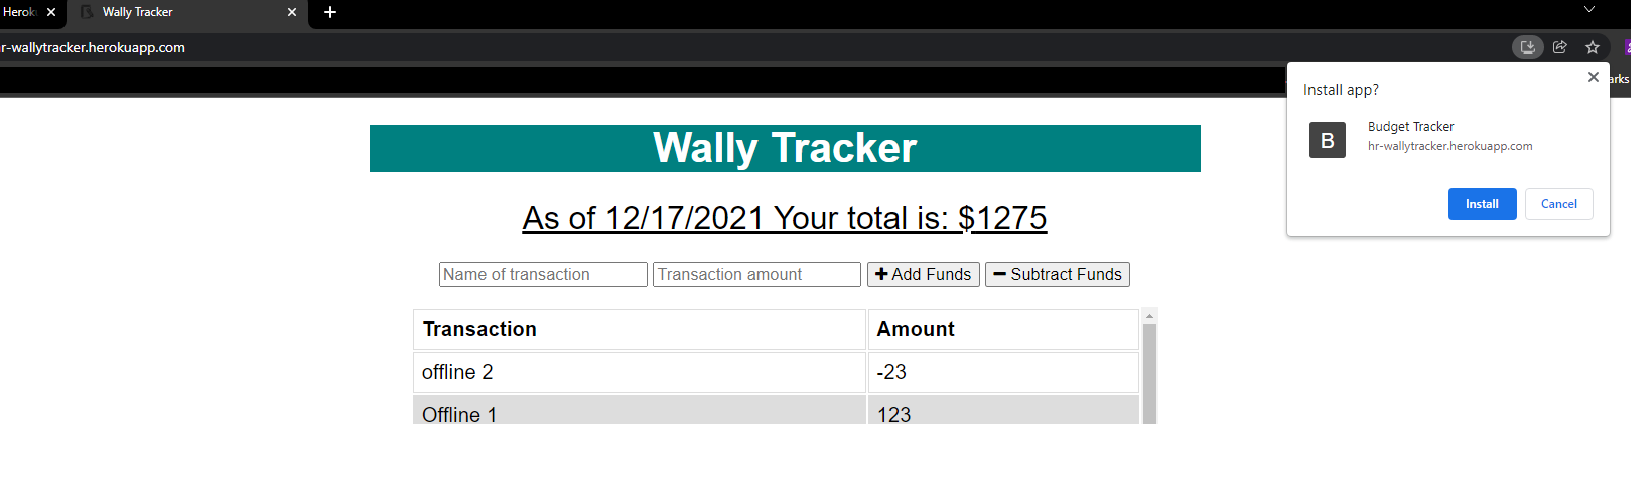 Herok
Wally Tracker
r-wallytracker.herokuapp.com
arks
Install app?
B
Budget Tracker
hr-wallytracker.herokuapp.com
Install
Cancel
Wally Tracker
As of 12/17/2021 Your total is: $1275
Name of transaction
Transaction amount
Add Funds
Subtract Funds
Transaction Amount
offline 2 -23
Offline 1 123